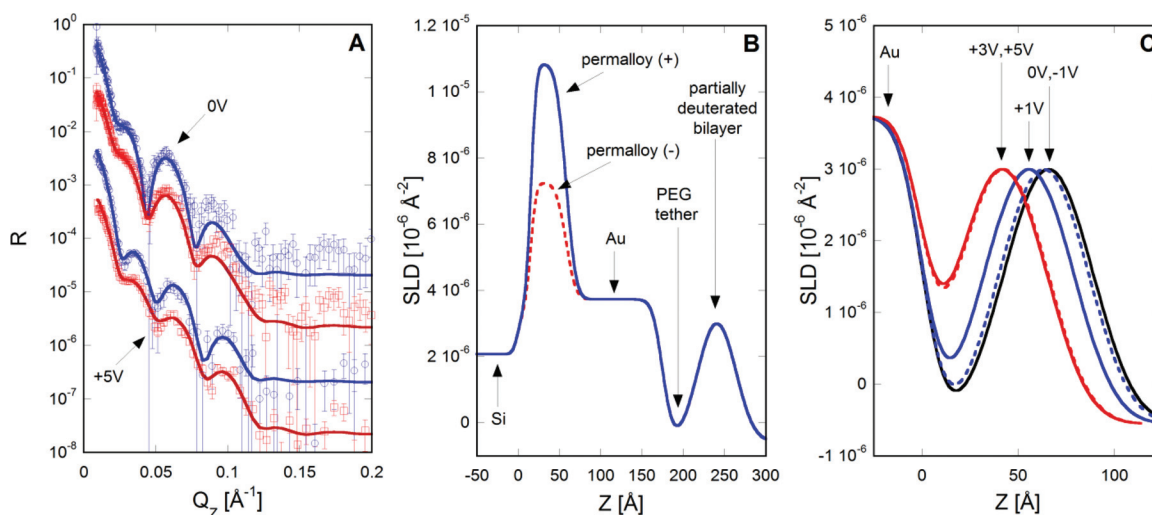 A
R
10⁰
10⁻¹
10⁻²
10⁻³
10⁻⁴
10⁻⁵
10⁻⁶
10⁻⁷
10⁻⁸
0V
+5V
0
0.05
0.1
0.15
0.2
Q_Z [Å⁻¹]
B
SLD [10⁻⁶ Å⁻²]
1.2 10⁻⁵
1 10⁻⁵
8 10⁻⁶
6 10⁻⁶
4 10⁻⁶
2 10⁻⁶
0
permalloy (+)
permalloy (-)
partially
deuterated
bilayer
PEG
tether
Au
Si
-50
0
50
100
150
200
250
300
Z [Å]
C
SLD [10⁻⁶ Å⁻²]
5 10⁻⁶
4 10⁻⁶
3 10⁻⁶
2 10⁻⁶
1 10⁻⁶
0
-1 10⁻⁶
Au
+3V,+5V
0V,-1V
+1V
0
50
100
Z [Å]